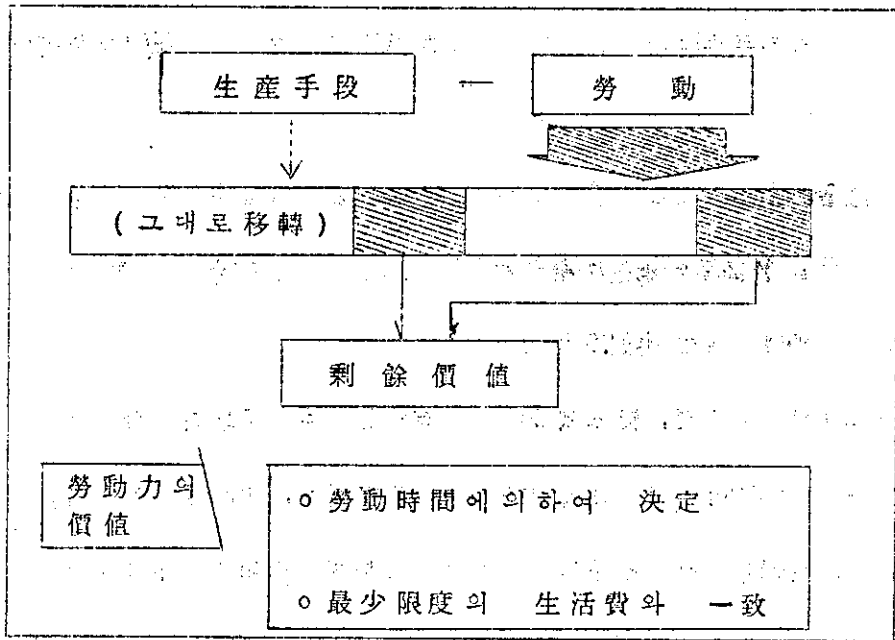 生産手段 — 勞動
(그대로移轉)
剩餘價值
勞動力의
價值
○ 勞動時間에의하여 決定
○ 最少限度의 生活費와 一致